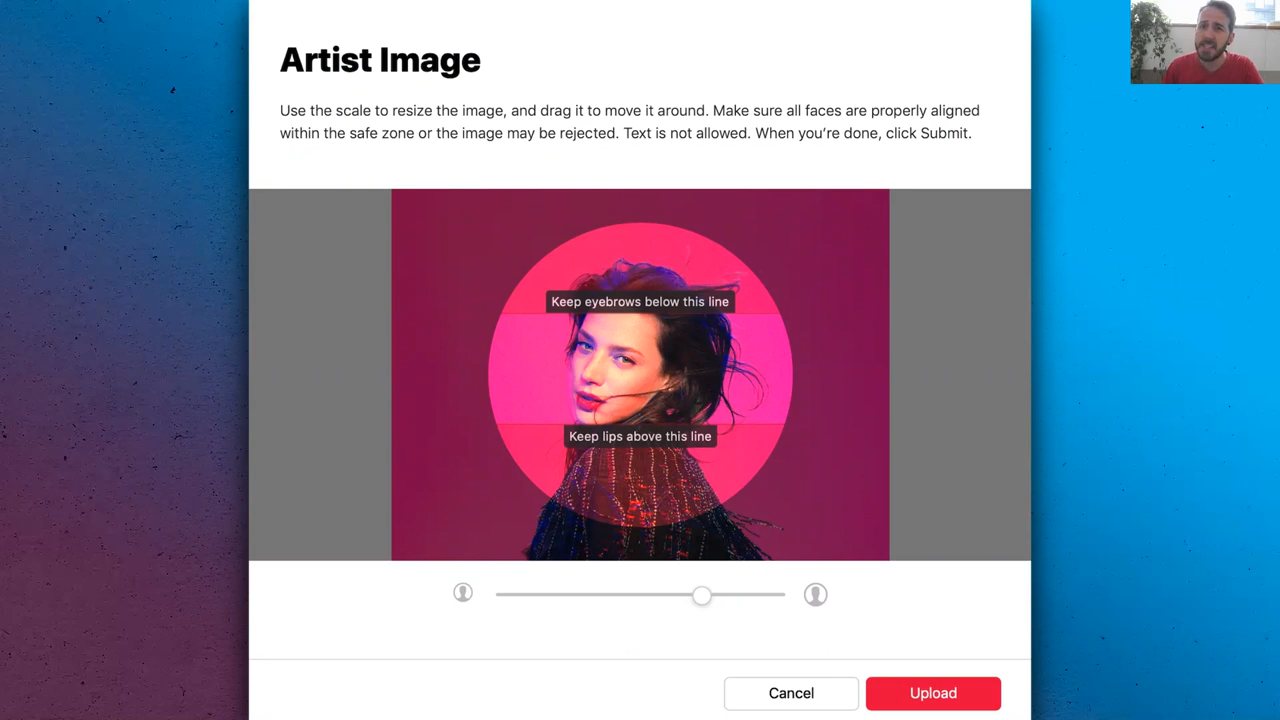 Artist Image
Use the scale to resize the image, and drag it to move it around. Make sure all faces are properly aligned
within the safe zone or the image may be rejected. Text is not allowed. When you’re done, click Submit.
Keep eyebrows below this line
Keep lips above this line
Cancel
Upload